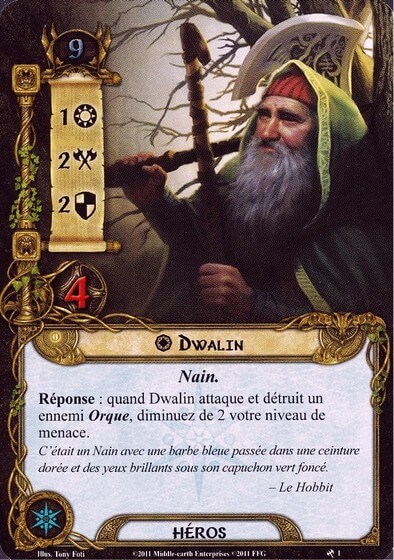 9
1
2
2
4
Dwalin
Nain.
Réponse : quand Dwalin attaque et détruit un
ennemi Orque, diminuez de 2 votre niveau de
menace.
C'était un Nain avec une barbe bleue passée dans une ceinture
dorée et des yeux brillants sous son capuchon vert foncé.
– Le Hobbit
HÉROS
Illus. Tony Foti
©2011 Middle-earth Enterprises ©2011 FFG
1